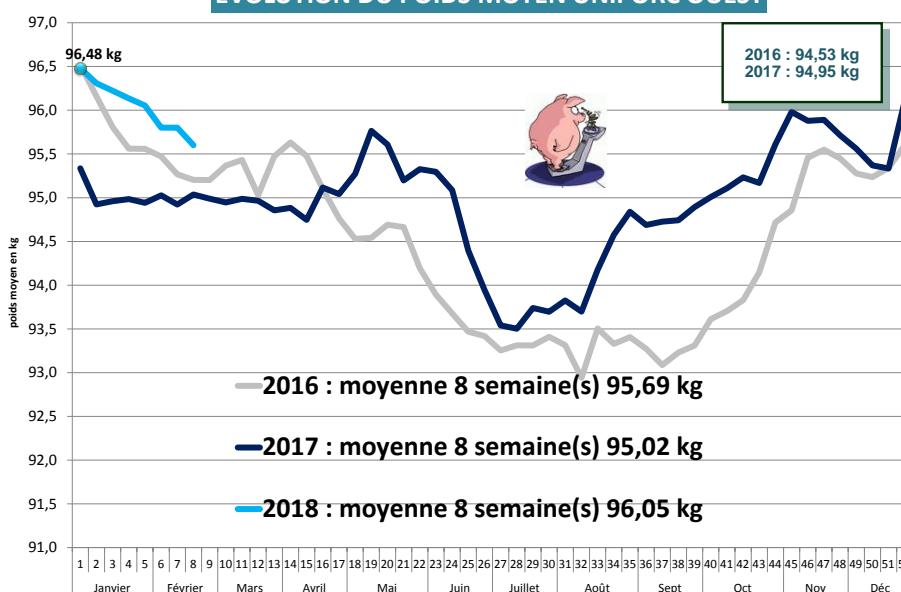 EVOLUTION DU POIDS MOYEN UNIPORC OUEST
97,0
96,5
96,0
95,5
95,0
94,5
94,0
93,5
93,0
92,5
92,0
91,5
91,0
poids moyen en kg
96,48 kg
2016 : 94,53 kg
2017 : 94,95 kg
2016 : moyenne 8 semaine(s) 95,69 kg
2017 : moyenne 8 semaine(s) 95,02 kg
2018 : moyenne 8 semaine(s) 96,05 kg
1 2 3 4 5 6 7 8 9 10 11 12 13 14 15 16 17 18 19 20 21 22 23 24 25 26 27 28 29 30 31 32 33 34 35 36 37 38 39 40 41 42 43 44 45 46 47 48 49 50 51
Janvier Février Mars Avril Mai Juin Juillet Août Sept Oct Nov Déc